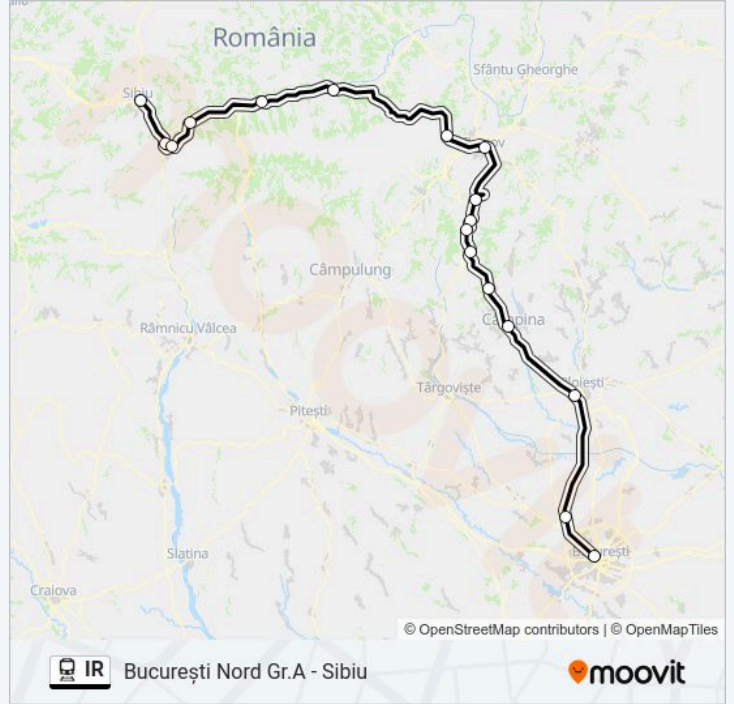 România
Sfântu Gheorghe
Sibiu
Câmpulung
Râmnicu Vâlcea
Târgoviște
Pitești
Slatina
Craiova
© OpenStreetMap contributors | © OpenMapTiles
IR București Nord Gr.A - Sibiu
moovit